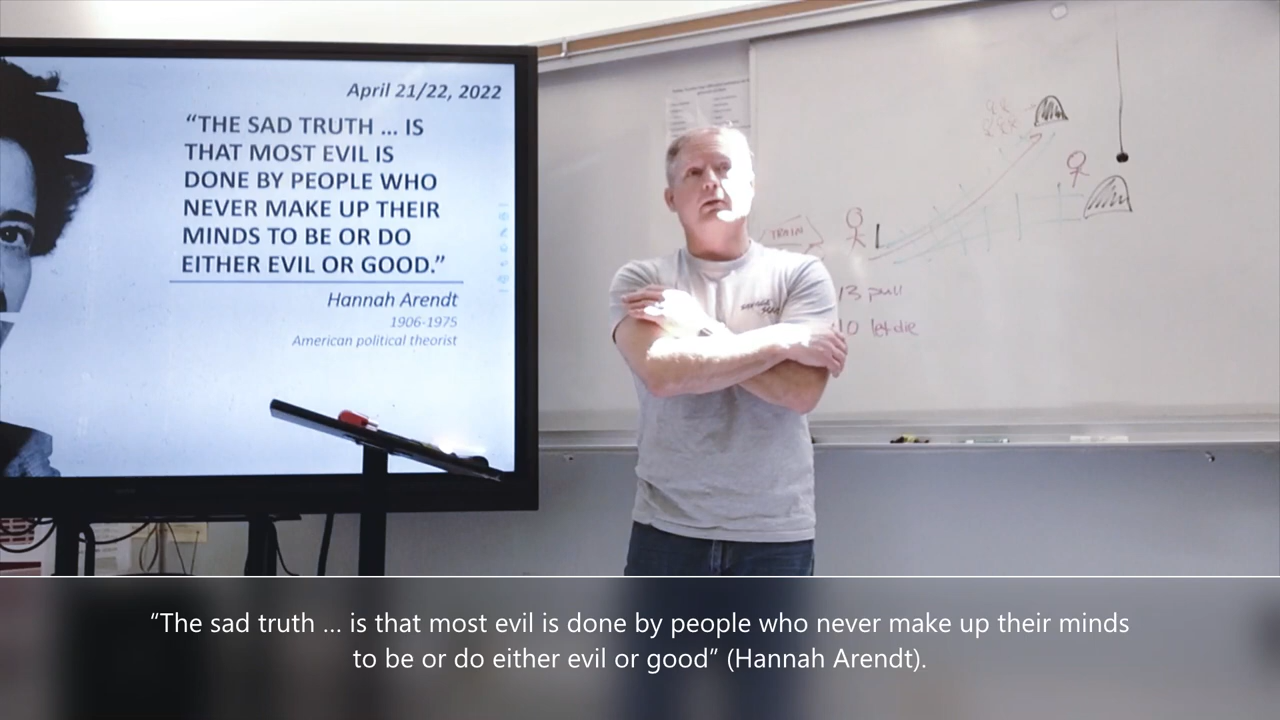 April 21/22, 2022
“THE SAD TRUTH ... IS
THAT MOST EVIL IS
DONE BY PEOPLE WHO
NEVER MAKE UP THEIR
MINDS TO BE OR DO
EITHER EVIL OR GOOD.”
Hannah Arendt
1906-1975
American political theorist
TRAIN
13 pull
10 let die
“The sad truth ... is that most evil is done by people who never make up their minds
to be or do either evil or good” (Hannah Arendt).